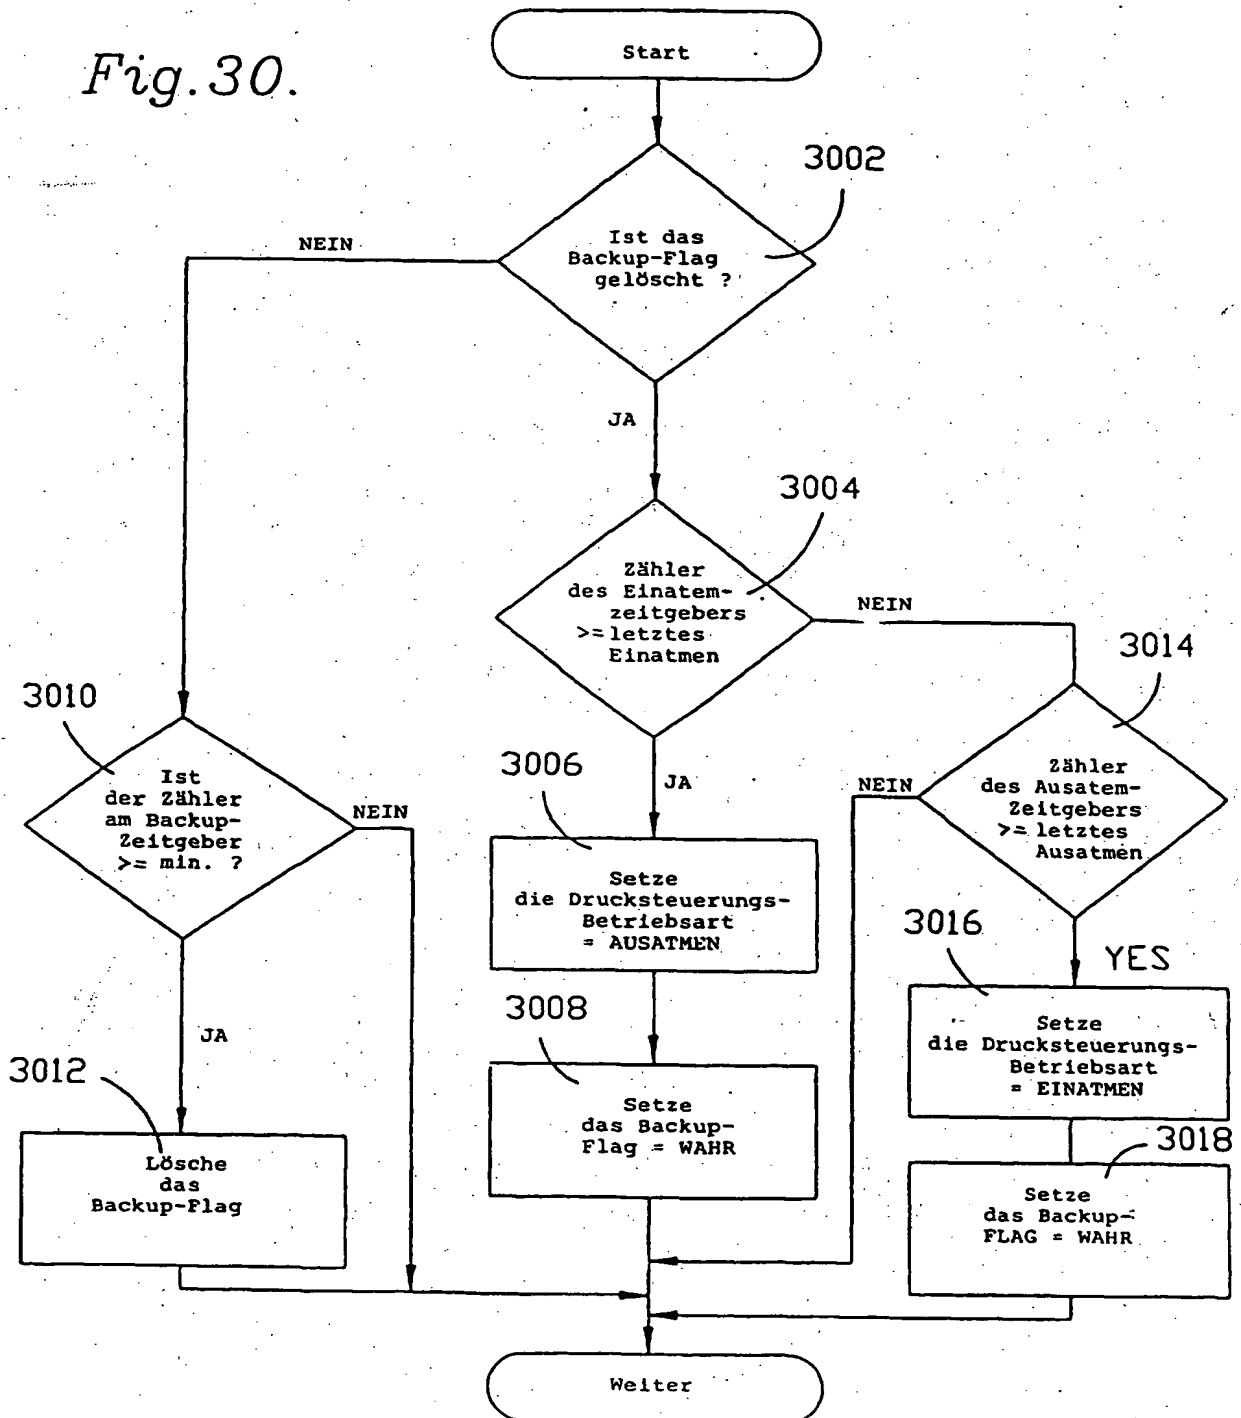 Fig. 30.
Start
3002
Ist das
Backup-Flag
gelöscht ?
NEIN
JA
3004
Zähler
des Einatem-
zeitgebers
>= letztes
Einatmen
NEIN
3014
Zähler
des Ausatem-
Zeitgebers
>= letztes
Ausatmen
3010
Ist
der Zähler
am Backup-
Zeitgeber
>= min. ?
NEIN
3006
JA
NEIN
Setze
die Drucksteuerungs-
Betriebsart
= AUSATMEN
3016
YES
Setze
die Drucksteuerungs-
Betriebsart
= EINATMEN
3008
Setze
das Backup-
Flag = WAHR
JA
3012
Lösche
das
Backup-Flag
3018
Setze
das Backup-
FLAG = WAHR
Weiter